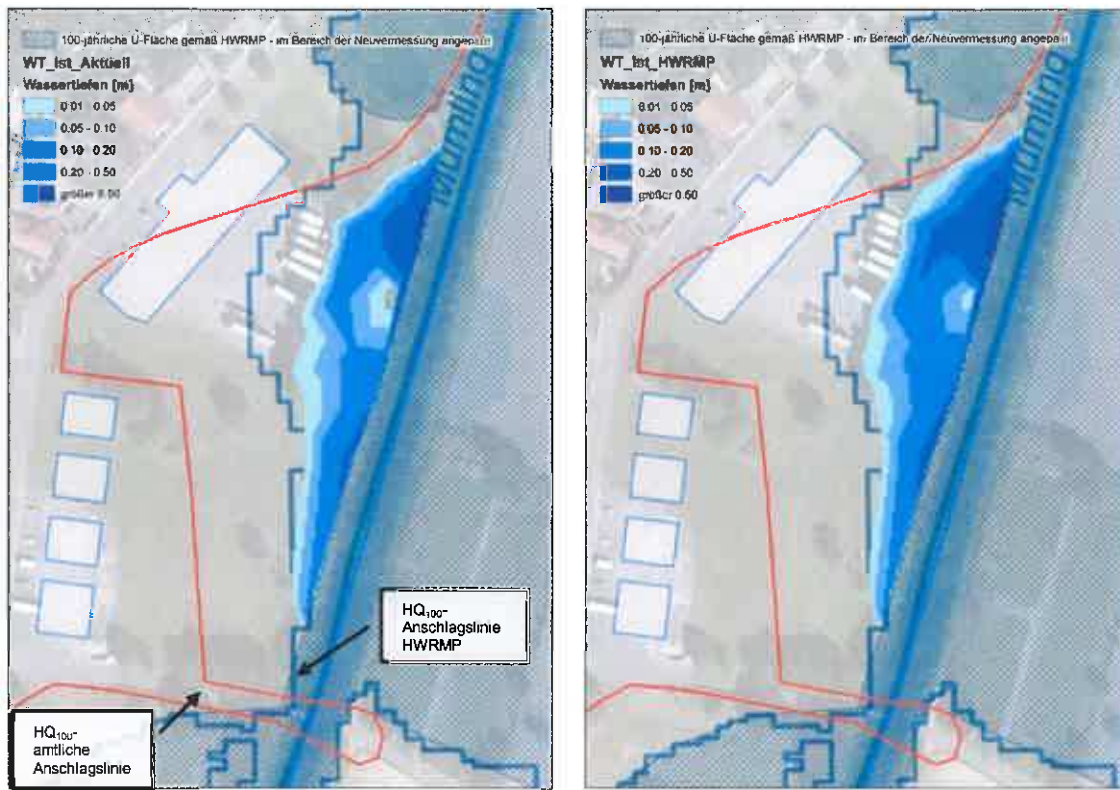 100-jährliche Ü-Fläche gemäß HWRMP - im Bereich der Neuvermessung angepaßt
WT_Ist_Aktuell
Wassertiefen [m]
0.01 - 0.05
0.05 - 0.10
0.10 - 0.20
0.20 - 0.50
größer 0.50
Mümling
HQ100-
Anschlagslinie
HWRMP
HQ100-
amtliche
Anschlagslinie
100-jährliche Ü-Fläche gemäß HWRMP - im Bereich der Neuvermessung angepaßt
WT_Ist_HWRMP
Wassertiefen [m]
0.01 - 0.05
0.05 - 0.10
0.10 - 0.20
0.20 - 0.50
größer 0.50
Mümling